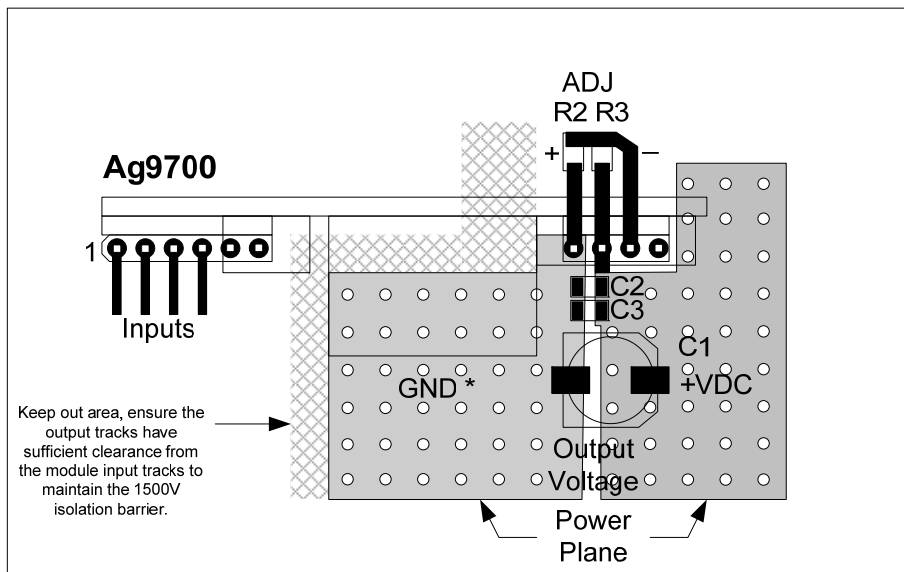 ADJ
R2 R3
+ –
Ag9700
1
Inputs
C2
C3
C1
GND *
+VDC
Keep out area, ensure the
output tracks have
sufficient clearance from
the module input tracks to
maintain the 1500V
isolation barrier.
Output
Voltage
Power
Plane